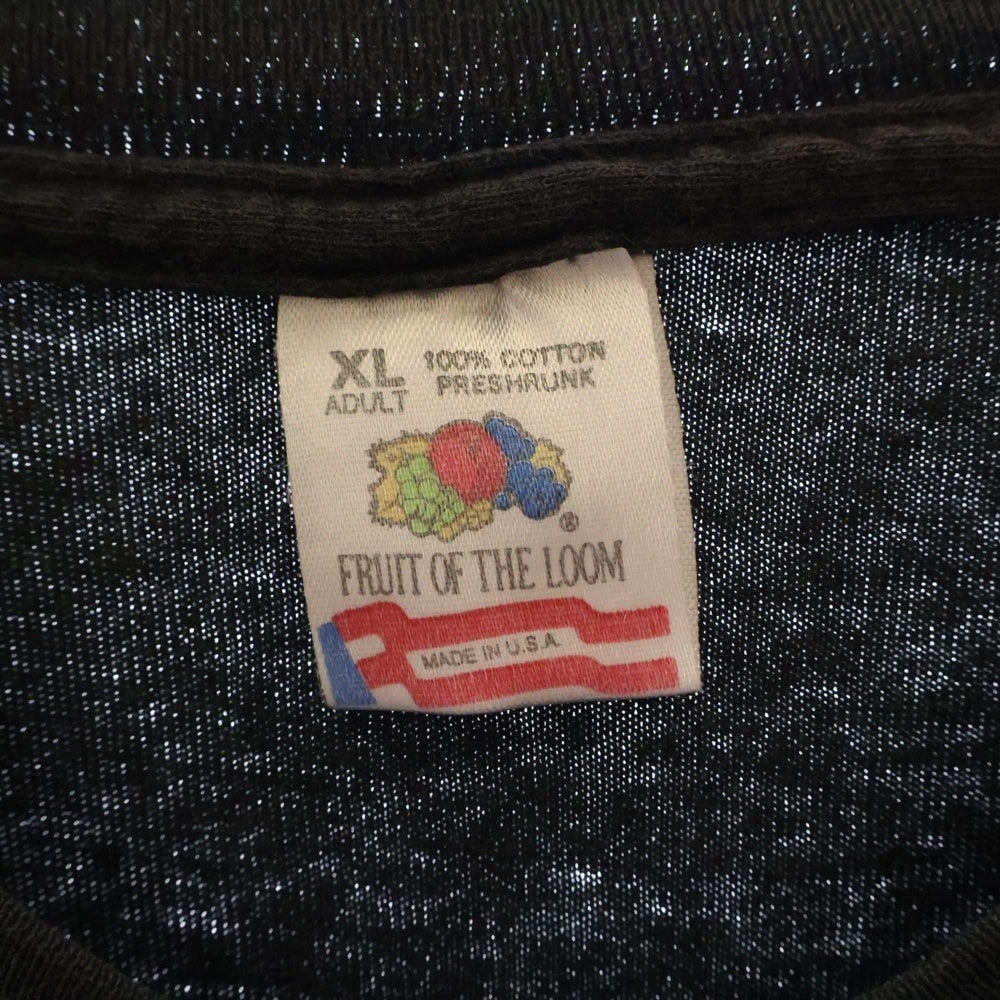 XL
ADULT
100% COTTON
PRESHRUNK
®
FRUIT OF THE LOOM
MADE IN U.S.A.